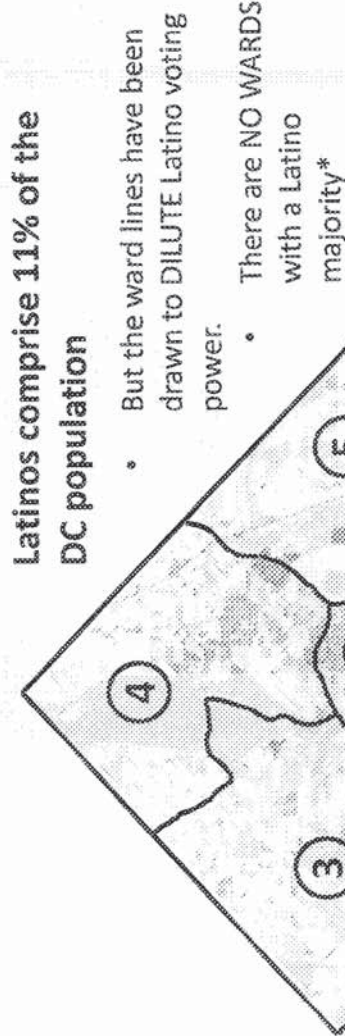 Latinos comprise 11% of the
DC population
• But the ward lines have been
drawn to DILUTE Latino voting
power.
• There are NO WARDS
with a Latino
majority*
4
3
5